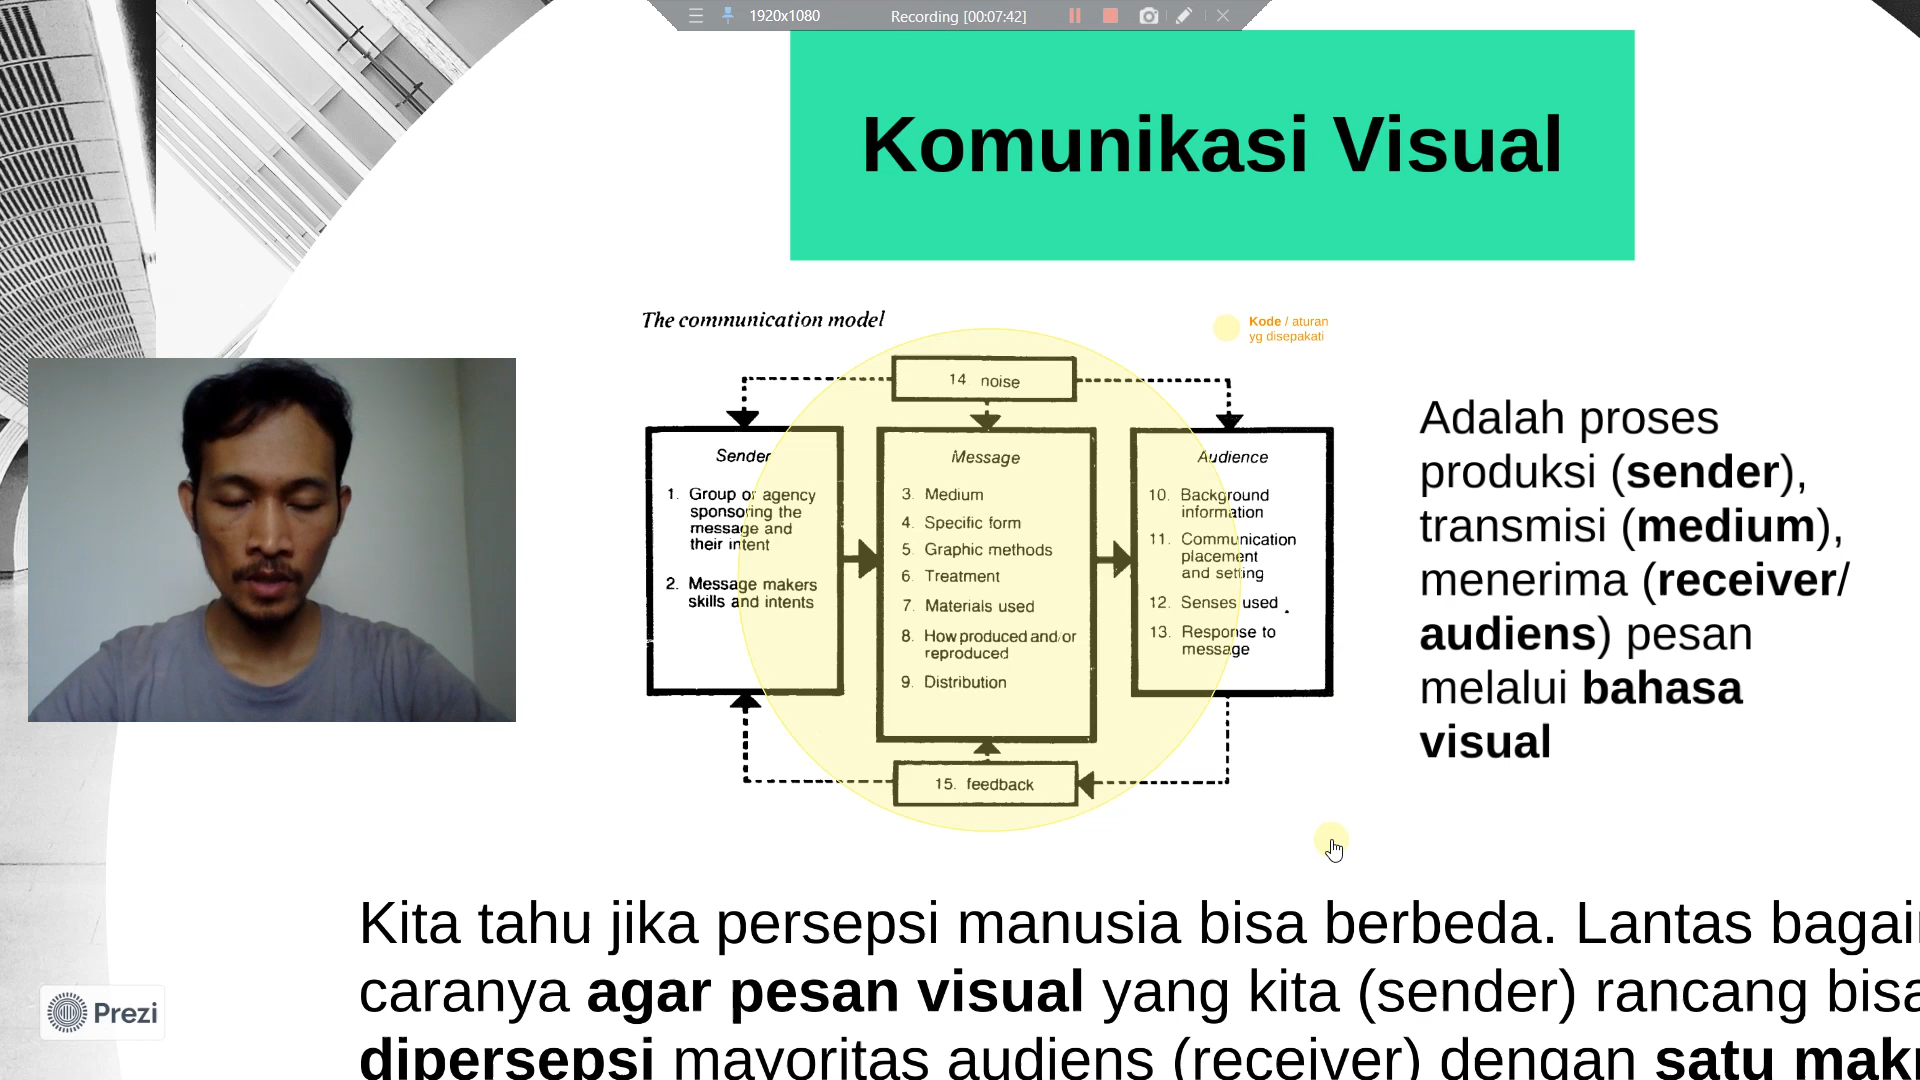 1920x1080 Recording [00:07:42]
Komunikasi Visual
The communication model
Kode / aturan
yg disepakati
14. noise
Sender
1. Group or agency
sponsoring the
message and
their intent
2. Message makers
skills and intents
Message
3. Medium
4. Specific form
5. Graphic methods
6. Treatment
7. Materials used
8. How produced and/or
reproduced
9. Distribution
Audience
10. Background
information
11. Communication
placement
and setting
12. Senses used
13. Response to
message
15. feedback
Adalah proses
produksi (sender),
transmisi (medium),
menerima (receiver/
audiens) pesan
melalui bahasa
visual
Kita tahu jika persepsi manusia bisa berbeda. Lantas
caranya agar pesan visual yang kita (sender) rancang bisa
dipersepsi mayoritas audiens (receiver) dengan satu
Prezi